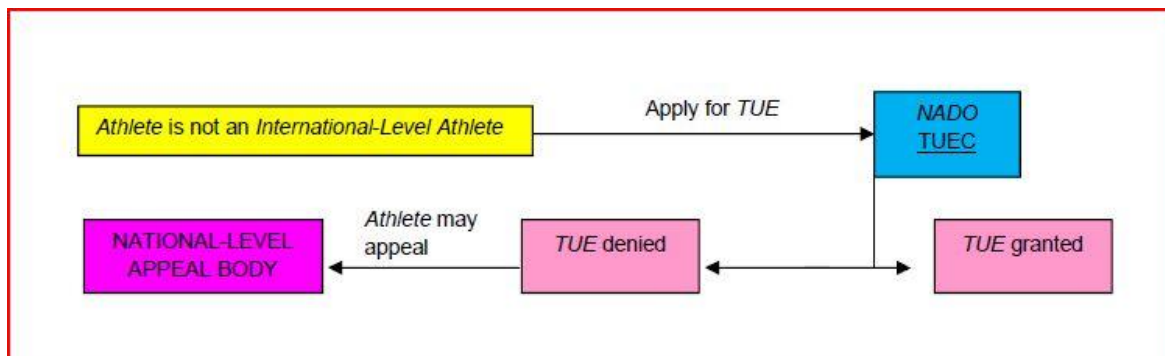 Athlete is not an International-Level Athlete
Apply for TUE
NADO
TUEC
NATIONAL-LEVEL
APPEAL BODY
Athlete may
appeal
TUE denied
TUE granted